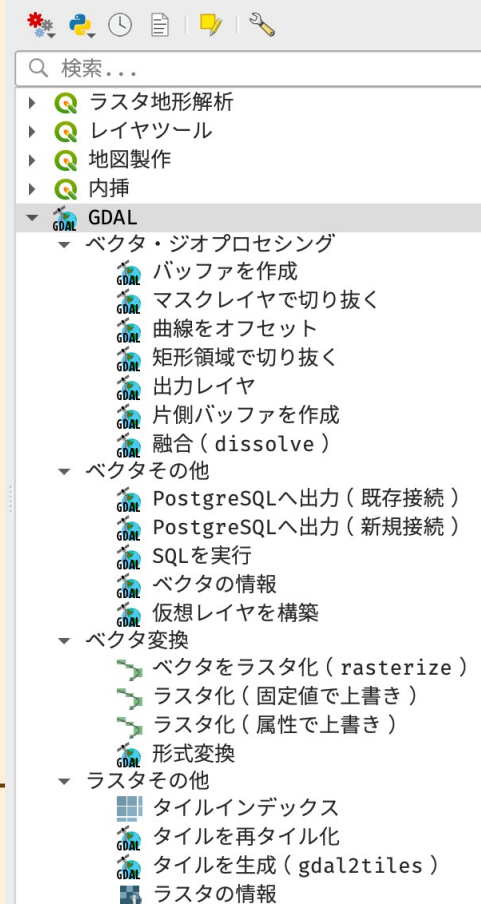 検索...
ラスタ地形解析
レイヤツール
地図製作
内挿
GDAL
ベクタ・ジオプロセシング
バッファを作成
マスクレイヤで切り抜く
曲線をオフセット
矩形領域で切り抜く
出力レイヤ
片側バッファを作成
融合(dissolve)
ベクタその他
PostgreSQLへ出力(既存接続)
PostgreSQLへ出力(新規接続)
SQLを実行
ベクタの情報
仮想レイヤを構築
ベクタ変換
ベクタをラスタ化(rasterize)
ラスタ化(固定値で上書き)
ラスタ化(属性で上書き)
形式変換
ラスタその他
タイルインデックス
タイルを再タイル化
タイルを生成(gdal2tiles)
ラスタの情報